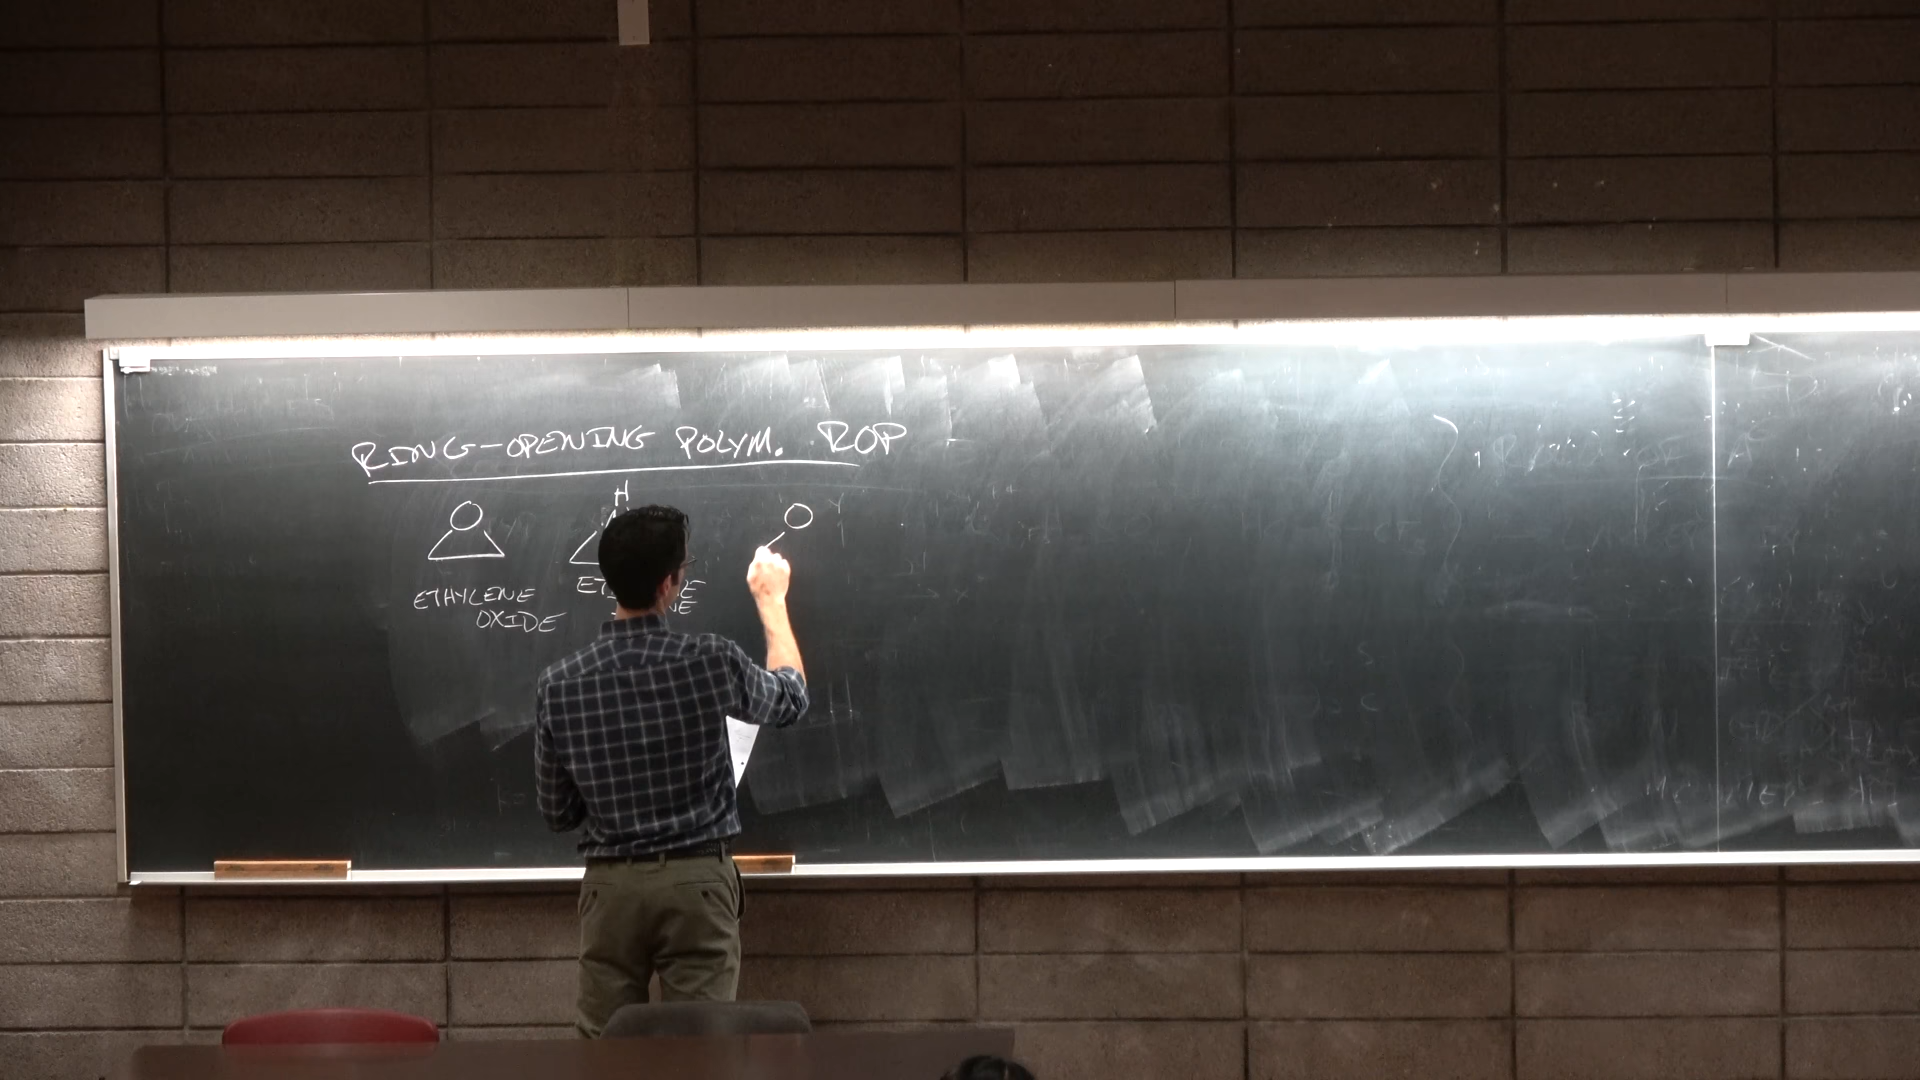 RING-OPENING POLYM. ROP
O H O
ETHYLENE
OXIDE